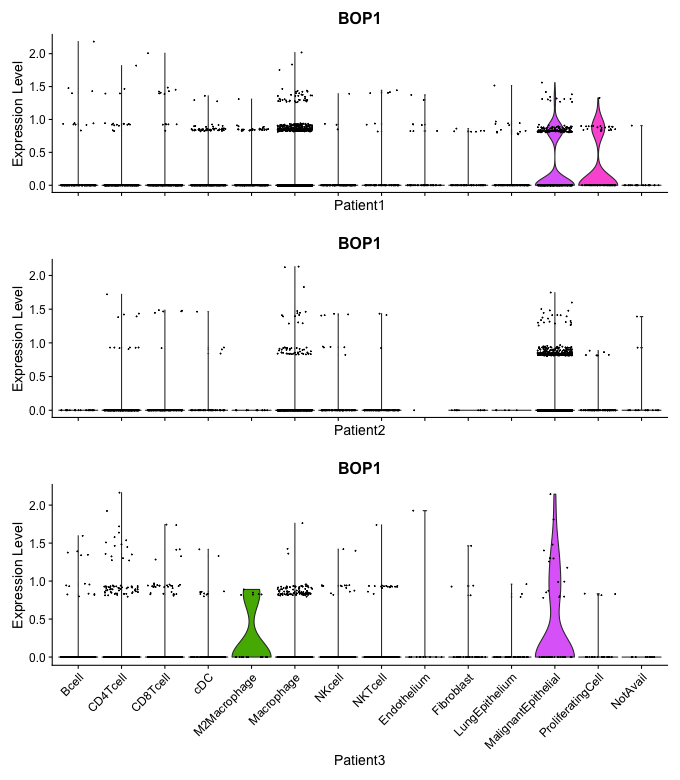 BOP1
Expression Level
2.0
1.5
1.0
0.5
0.0
Patient1
BOP1
Expression Level
2.0
1.5
1.0
0.5
0.0
Patient2
BOP1
Expression Level
2.0
1.5
1.0
0.5
0.0
Bcell
CD4Tcell
CD8Tcell
cDC
M2Macrophage
Macrophage
NKcell
NKTcell
Endothelium
Fibroblast
LungEpithelium
MalignantEpithelial
ProliferatingCell
NotAvail
Patient3